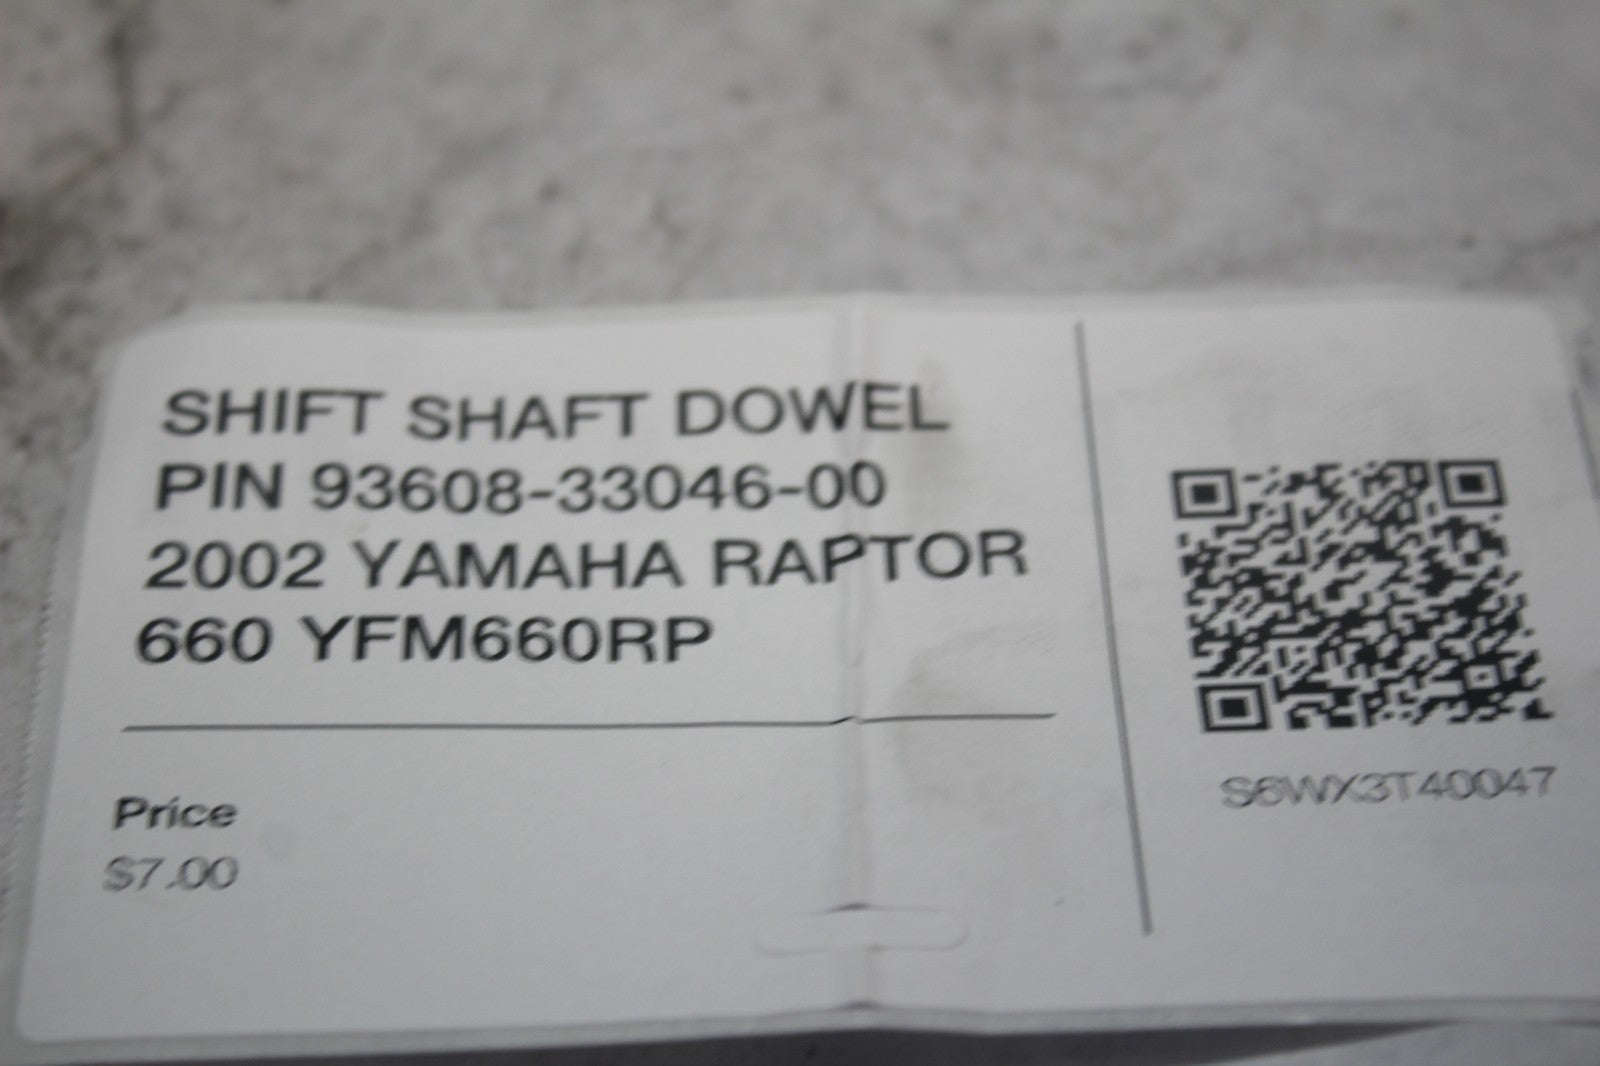 SHIFT SHAFT DOWEL
PIN 93608-33046-00
2002 YAMAHA RAPTOR
660 YFM660RP
Price
$7.00
S6WX3T40047